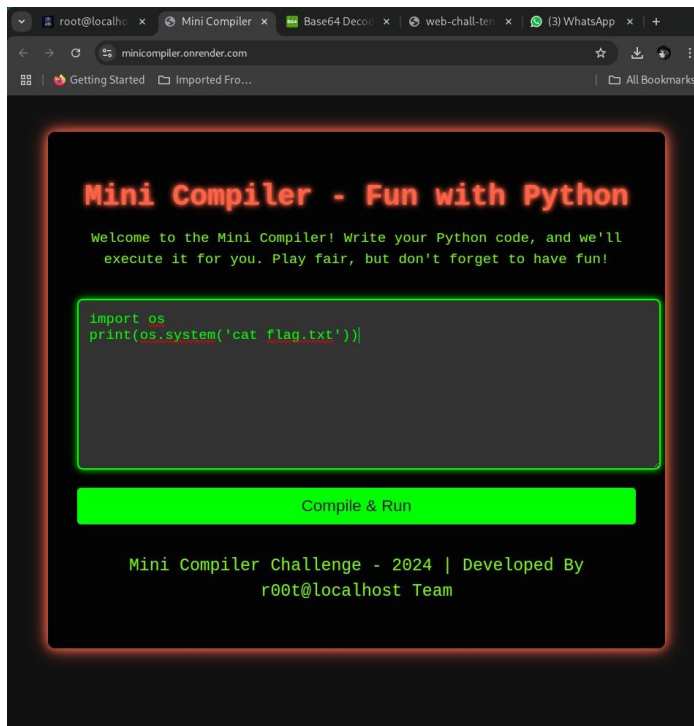 root@localho
Mini Compiler
Base64 Decod
web-chall-ten
(3) WhatsApp
minicompiler.onrender.com
Getting Started
Imported Fro...
All Bookmarks
Mini Compiler - Fun with Python
Welcome to the Mini Compiler! Write your Python code, and we'll
execute it for you. Play fair, but don't forget to have fun!
import os
print(os.system('cat flag.txt'))
Compile & Run
Mini Compiler Challenge - 2024 | Developed By
r00t@localhost Team